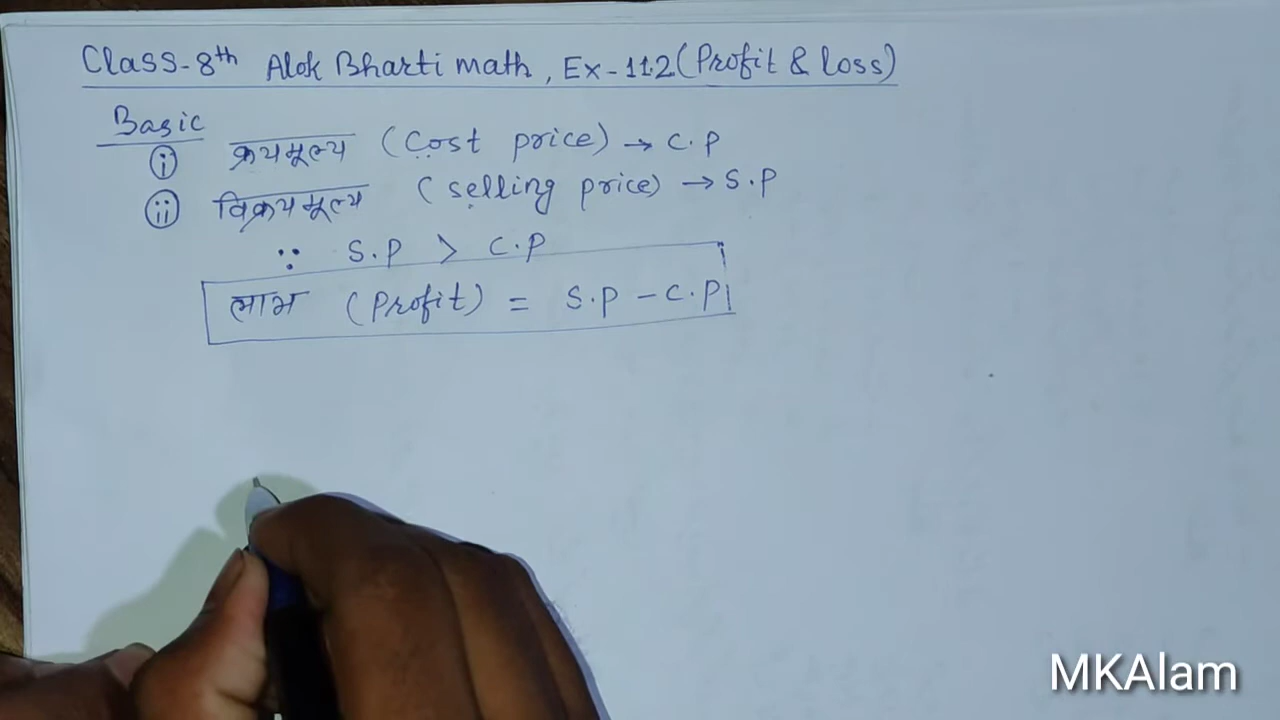 Class-8th Alok Bharti math, Ex-11.2 (Profit & loss)
Basic
(i) क्रयमूल्य (Cost price) → C.P
(ii) विक्रयमूल्य (selling price) → S.P
∵ S.P > C.P
लाभ (Profit) = S.P - C.P
MKAlam